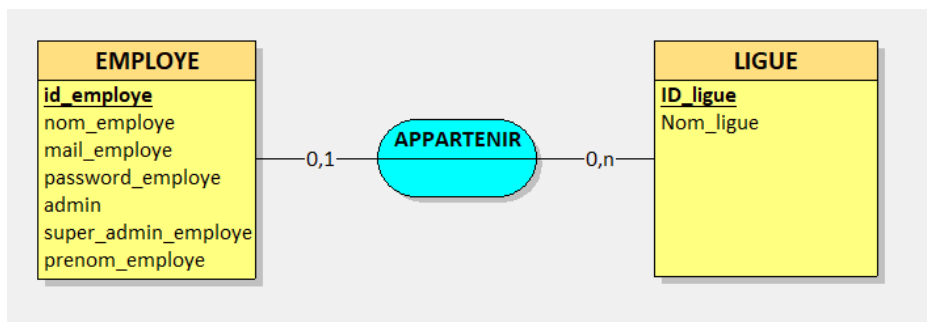 EMPLOYE
id_employe
nom_employe
mail_employe
password_employe
admin
super_admin_employe
prenom_employe
0,1
APPARTENIR
0,n
LIGUE
ID_ligue
Nom_ligue